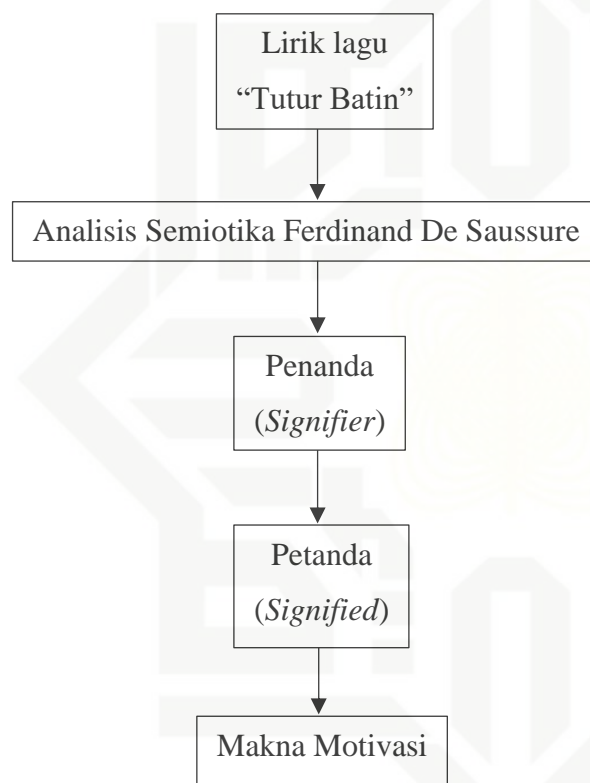 Lirik lagu
“Tutur Batin”
Analisis Semiotika Ferdinand De Saussure
Penanda
(Signifier)
Petanda
(Signified)
Makna Motivasi